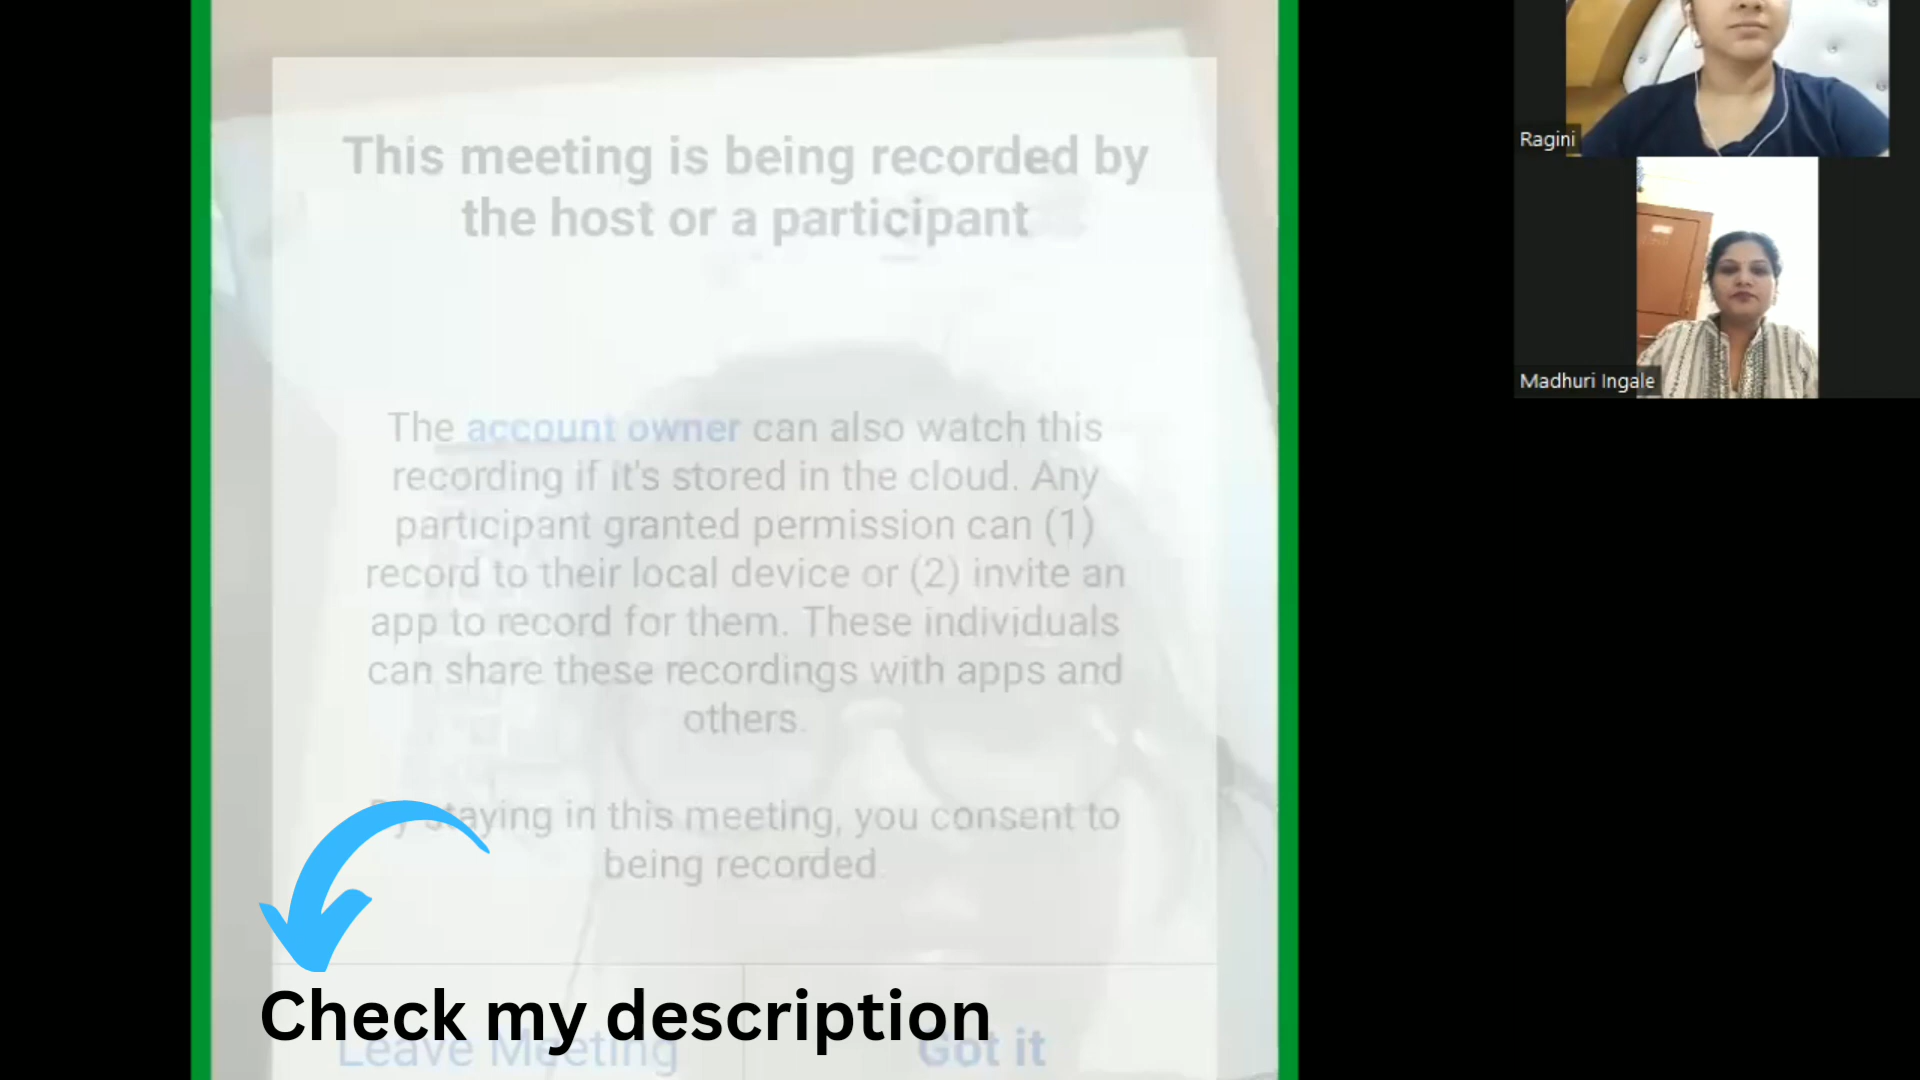 This meeting is being recorded by
the host or a participant
The account owner can also watch this
recording if it's stored in the cloud. Any
participant granted permission can (1)
record to their local device or (2) invite an
app to record for them. These individuals
can share these recordings with apps and
others.
By staying in this meeting, you consent to
being recorded.
Check my description
Leave Meeting
Got it
Ragini
Madhuri Ingale